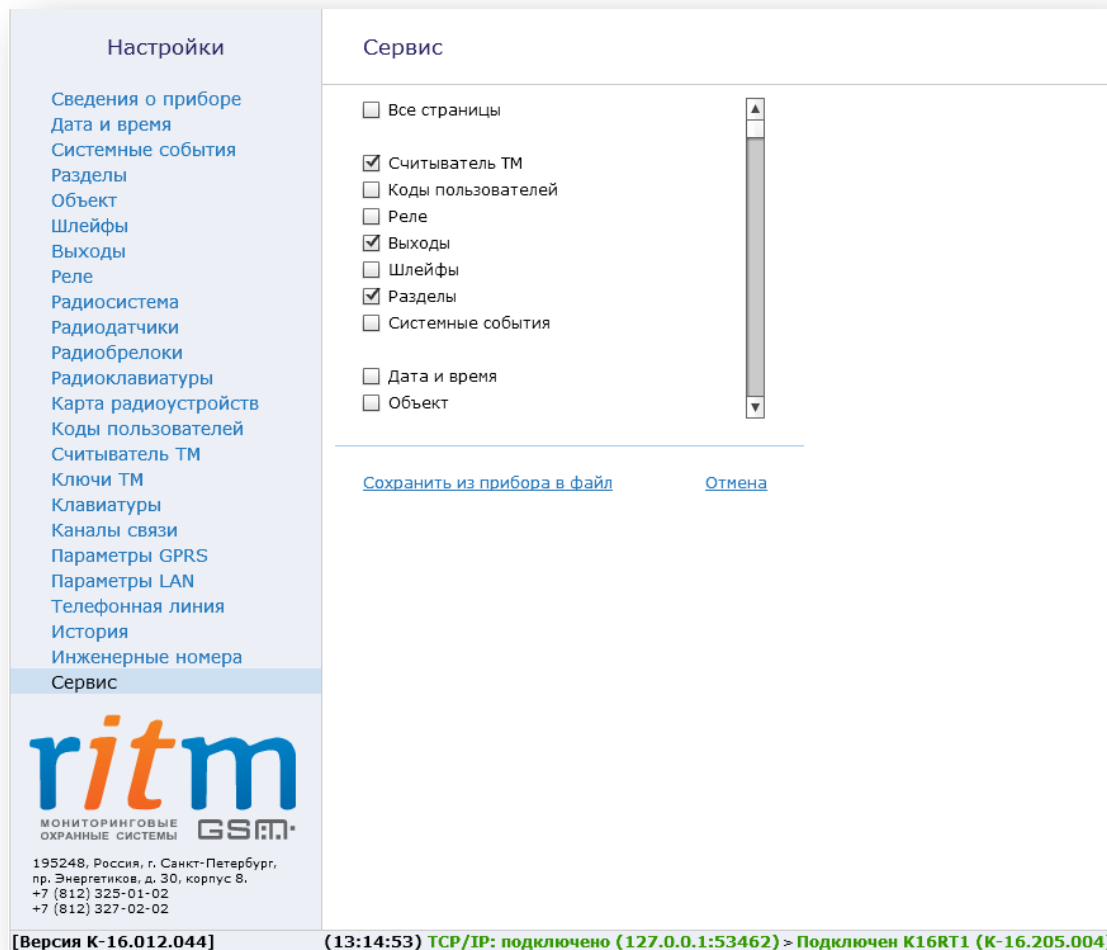 Настройки
Сведения о приборе
Дата и время
Системные события
Разделы
Объект
Шлейфы
Выходы
Реле
Радиосистема
Радиодатчики
Радиобрелоки
Радиоклавиатуры
Карта радиоустройств
Коды пользователей
Считыватель ТМ
Ключи ТМ
Клавиатуры
Каналы связи
Параметры GPRS
Параметры LAN
Телефонная линия
История
Инженерные номера
Сервис
ritm
МОНИТОРИНГОВЫЕ
ОХРАННЫЕ СИСТЕМЫ
GSM
195248, Россия, г. Санкт-Петербург,
пр. Энергетиков, д. 30, корпус 8.
+7 (812) 325-01-02
+7 (812) 327-02-02
Сервис
Все страницы
Считыватель ТМ
Коды пользователей
Реле
Выходы
Шлейфы
Разделы
Системные события
Дата и время
Объект
Сохранить из прибора в файл Отмена
[Версия К-16.012.044] (13:14:53) TCP/IP: подключено (127.0.0.1:53462) > Подключен K16RT1 (K-16.205.004)